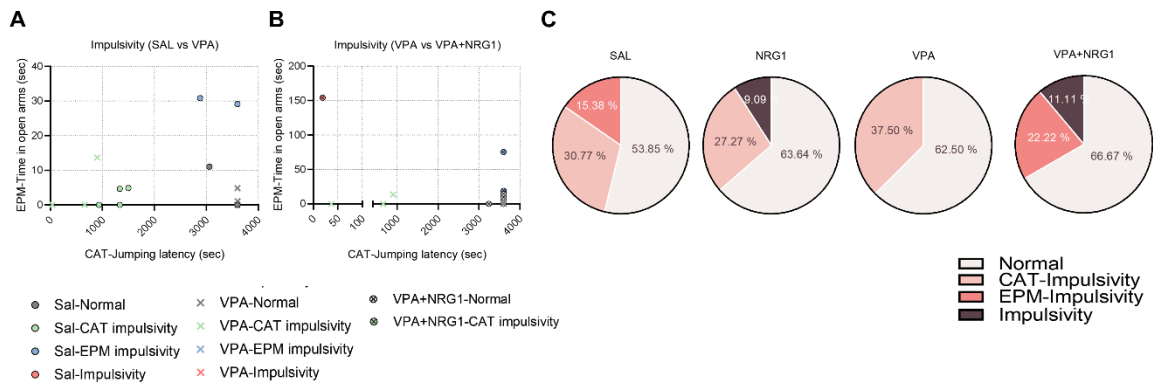 A
B
C
Impulsivity (SAL vs VPA)
EPM-Time in open arms (sec)
40
30
20
10
0
0
1000
2000
3000
4000
CAT-Jumping latency (sec)
Impulsivity (VPA vs VPA+NRG1)
EPM-Time in open arms (sec)
200
150
100
50
0
0
50
1000
2000
3000
4000
CAT-Jumping latency (sec)
SAL
15.38 %
30.77 %
53.85 %
NRG1
9.09 %
27.27 %
63.64 %
VPA
37.50 %
62.50 %
VPA+NRG1
11.11 %
22.22 %
66.67 %
Sal-Normal
Sal-CAT impulsivity
Sal-EPM impulsivity
Sal-Impulsivity
VPA-Normal
VPA-CAT impulsivity
VPA-EPM impulsivity
VPA-Impulsivity
VPA+NRG1-Normal
VPA+NRG1-CAT impulsivity
Normal
CAT-Impulsivity
EPM-Impulsivity
Impulsivity